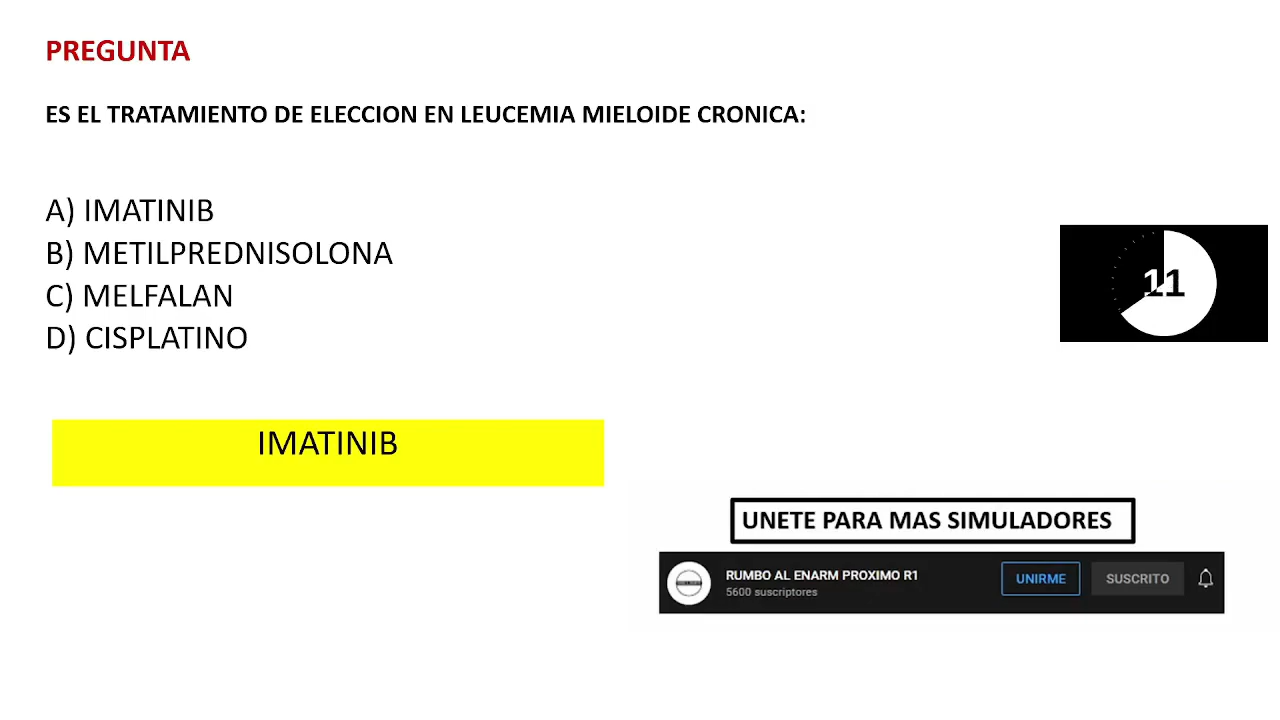 PREGUNTA
ES EL TRATAMIENTO DE ELECCION EN LEUCEMIA MIELOIDE CRONICA:
A) IMATINIB
B) METILPREDNISOLONA
C) MELFALAN
D) CISPLATINO
11
IMATINIB
UNETE PARA MAS SIMULADORES
RUMBO AL ENARM PROXIMO R1
5600 suscriptores
UNIRME
SUSCRITO